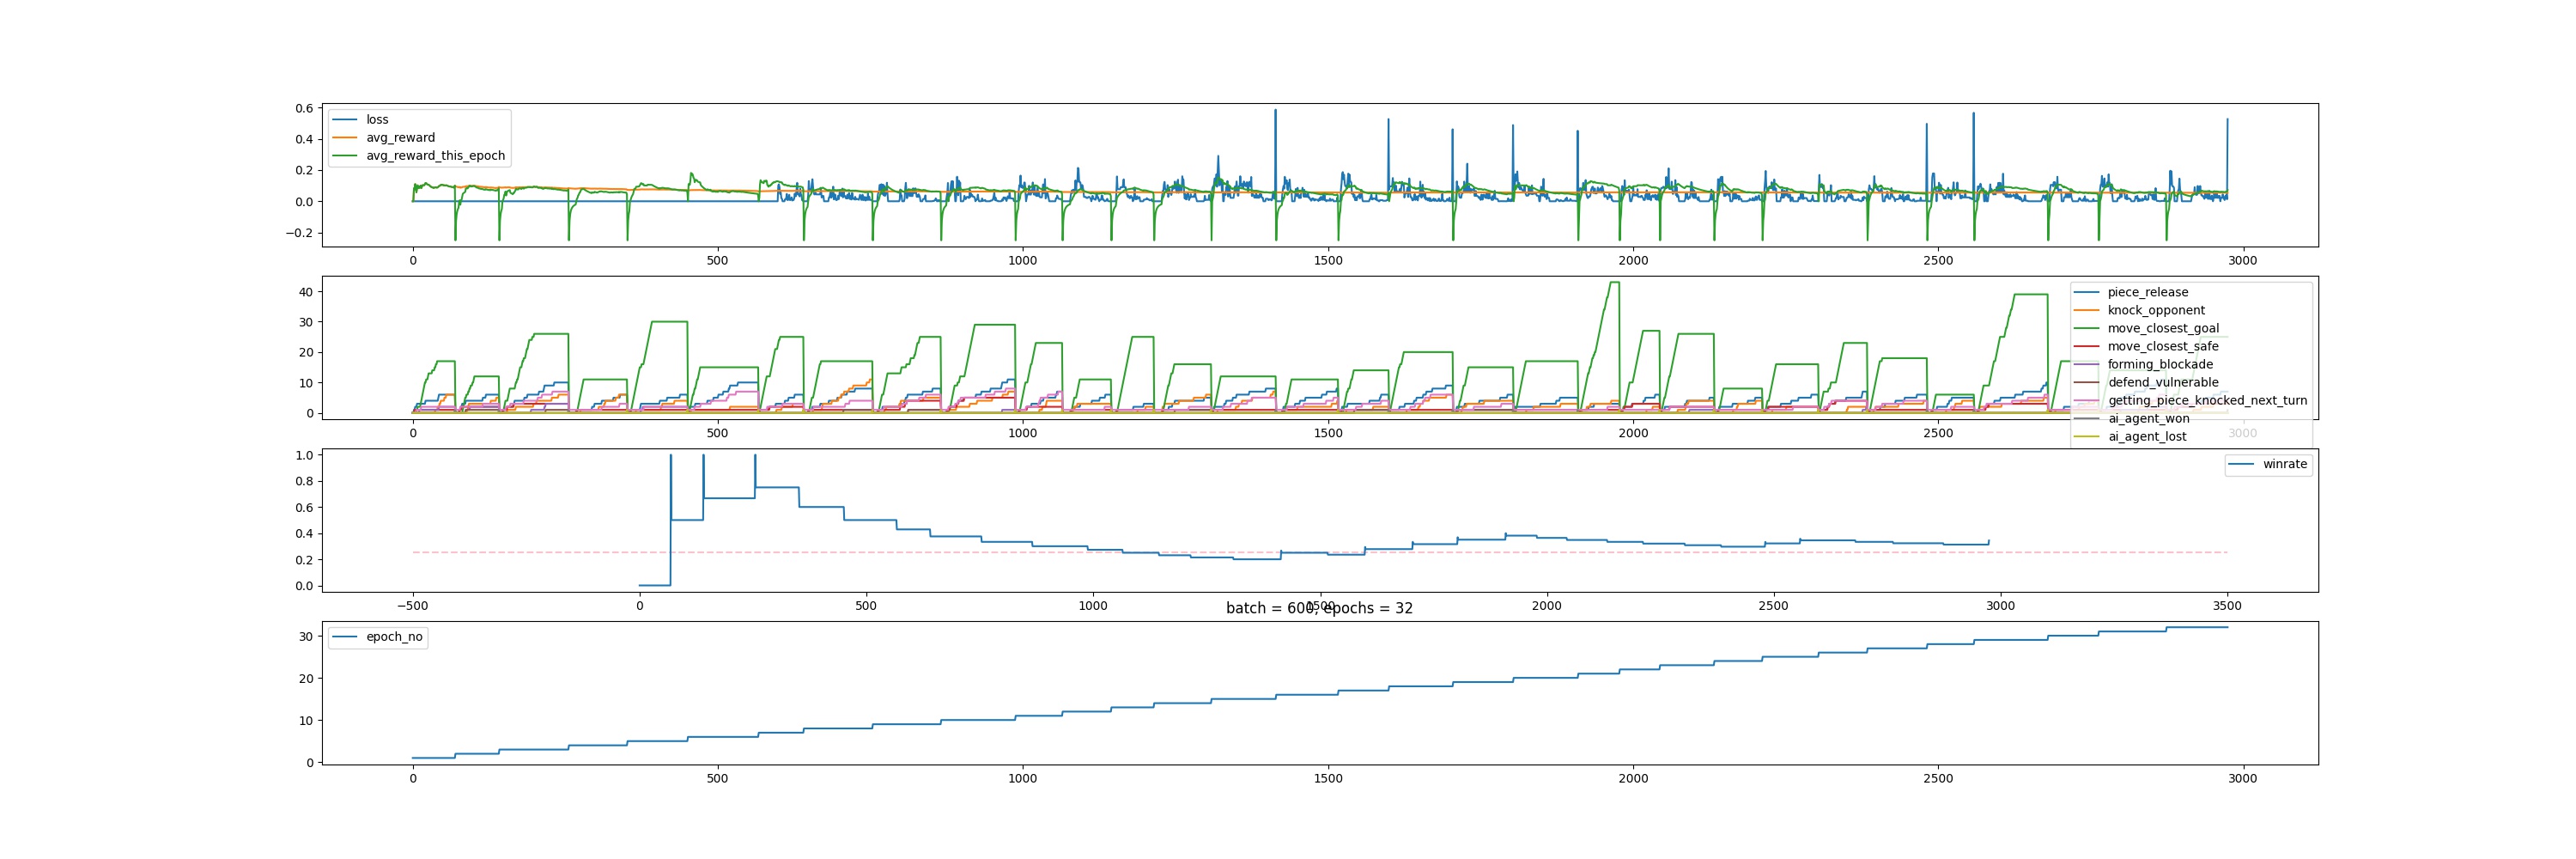 0.6
0.4
0.2
0.0
−0.2
loss
avg_reward
avg_reward_this_epoch
0 500 1000 1500 2000 2500 3000
40
30
20
10
0
piece_release
knock_opponent
move_closest_goal
move_closest_safe
forming_blockade
defend_vulnerable
getting_piece_knocked_next_turn
ai_agent_won
ai_agent_lost
0 500 1000 1500 2000 2500 3000
1.0
0.8
0.6
0.4
0.2
0.0
winrate
−500 0 500 1000 1500 2000 2500 3000 3500
batch = 600, epochs = 32
30
20
10
0
epoch_no
0 500 1000 1500 2000 2500 3000